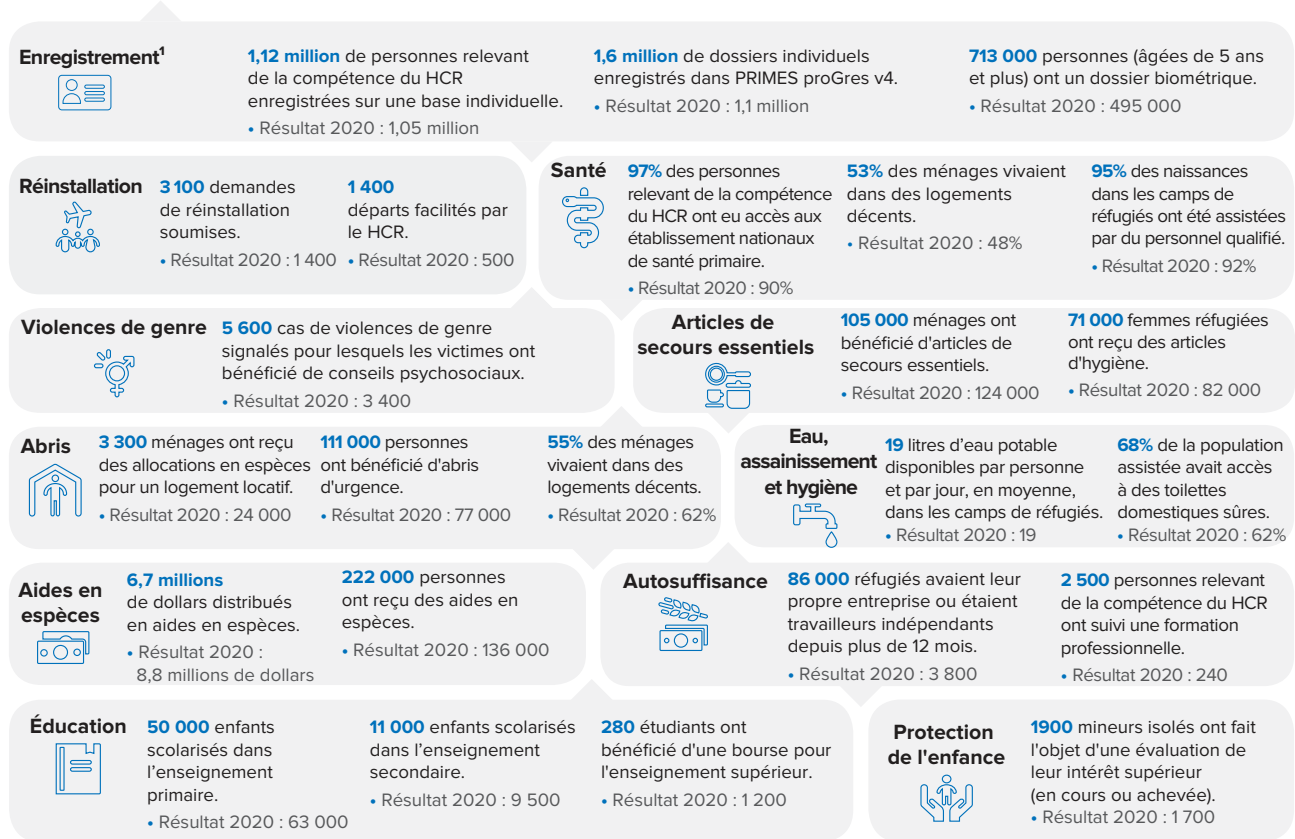 Enregistrement¹
1,12 million de personnes relevant
de la compétence du HCR
enregistrées sur une base individuelle.
• Résultat 2020 : 1,05 million
1,6 million de dossiers individuels
enregistrés dans PRIMES proGres v4.
• Résultat 2020 : 1,1 million
713 000 personnes (âgées de 5 ans
et plus) ont un dossier biométrique.
• Résultat 2020 : 495 000
Réinstallation
3 100 demandes
de réinstallation
soumises.
• Résultat 2020 : 1 400
1 400
départs facilités par
le HCR.
• Résultat 2020 : 500
Santé
97% des personnes
relevant de la compétence
du HCR ont eu accès aux
établissement nationaux
de santé primaire.
• Résultat 2020 : 90%
53% des ménages vivaient
dans des logements
décents.
• Résultat 2020 : 48%
95% des naissances
dans les camps de
réfugiés ont été assistées
par du personnel qualifié.
• Résultat 2020 : 92%
Violences de genre
5 600 cas de violences de genre
signalés pour lesquels les victimes ont
bénéficié de conseils psychosociaux.
• Résultat 2020 : 3 400
Articles de
secours essentiels
105 000 ménages ont
bénéficié d'articles de
secours essentiels.
• Résultat 2020 : 124 000
71 000 femmes réfugiées
ont reçu des articles
d'hygiène.
• Résultat 2020 : 82 000
Abris
3 300 ménages ont reçu
des allocations en espèces
pour un logement locatif.
• Résultat 2020 : 24 000
111 000 personnes
ont bénéficié d'abris
d'urgence.
• Résultat 2020 : 77 000
55% des ménages
vivaient dans des
logements décents.
• Résultat 2020 : 62%
Eau,
assainissement
et hygiène
19 litres d’eau potable
disponibles par personne
et par jour, en moyenne,
dans les camps de réfugiés.
• Résultat 2020 : 19
68% de la population
assistée avait accès
à des toilettes
domestiques sûres.
• Résultat 2020 : 62%
Aides en
espèces
6,7 millions
de dollars distribués
en aides en espèces.
• Résultat 2020 :
8,8 millions de dollars
222 000 personnes
ont reçu des aides en
espèces.
• Résultat 2020 : 136 000
Autosuffisance
86 000 réfugiés avaient leur
propre entreprise ou étaient
travailleurs indépendants
depuis plus de 12 mois.
• Résultat 2020 : 3 800
2 500 personnes relevant
de la compétence du HCR
ont suivi une formation
professionnelle.
• Résultat 2020 : 240
Éducation
50 000 enfants
scolarisés dans
l’enseignement
primaire.
• Résultat 2020 : 63 000
11 000 enfants scolarisés
dans l’enseignement
secondaire.
• Résultat 2020 : 9 500
280 étudiants ont
bénéficié d'une bourse pour
l'enseignement supérieur.
• Résultat 2020 : 1 200
Protection
de l'enfance
1900 mineurs isolés ont fait
l'objet d'une évaluation de
leur intérêt supérieur
(en cours ou achevée).
• Résultat 2020 : 1 700